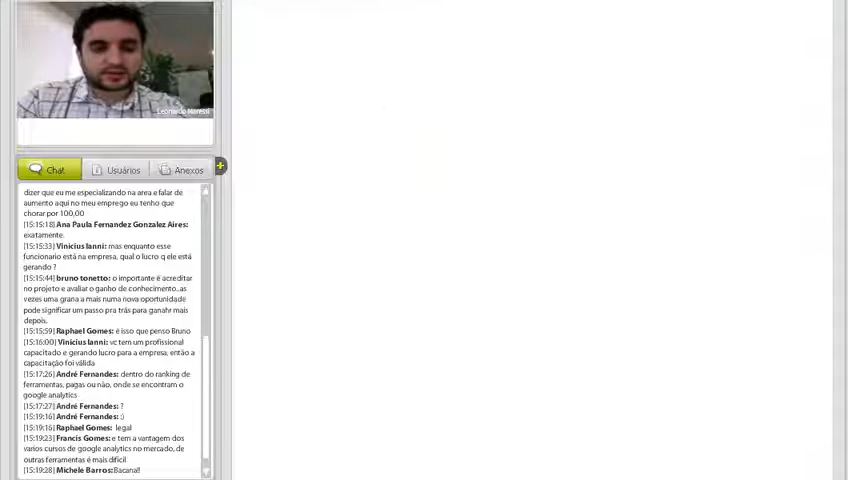 Leonardo Naressi
Chat
Usuários
Anexos
dizer que eu me especializando na area e falar de
aumento aqui no meu emprego eu tenho que
chorar por 100,00
[15:15:18] Ana Paula Fernandez Gonzalez Aires:
exatamente.
[15:15:33] Vinicius Ianni: mas enquanto esse
funcionario está na empresa, qual o lucro q ele está
gerando ?
[15:15:44] bruno tonetto: o importante é acreditar
no projeto e avaliar o ganho de conhecimento..as
vezes uma grana a mais numa nova oportunidade
pode significar um passo pra trás para ganahr mais
depois.
[15:15:59] Raphael Gomes: é isso que penso Bruno
[15:16:00] Vinicius Ianni: vc tem um profissional
capacitado e gerando lucro para a empresa, então a
capacitação foi válida
[15:17:26] André Fernandes: dentro do ranking de
ferramentas, pagas ou não, onde se encontram o
google analytics
[15:17:27] André Fernandes: ?
[15:19:16] André Fernandes: ;)
[15:19:16] Raphael Gomes: legal
[15:19:23] Francis Gomes: e tem a vantagem dos
varios cursos de google analytics no mercado, de
outras ferramentas é mais dificil
[15:19:28] Michele Barros: Bacana!!